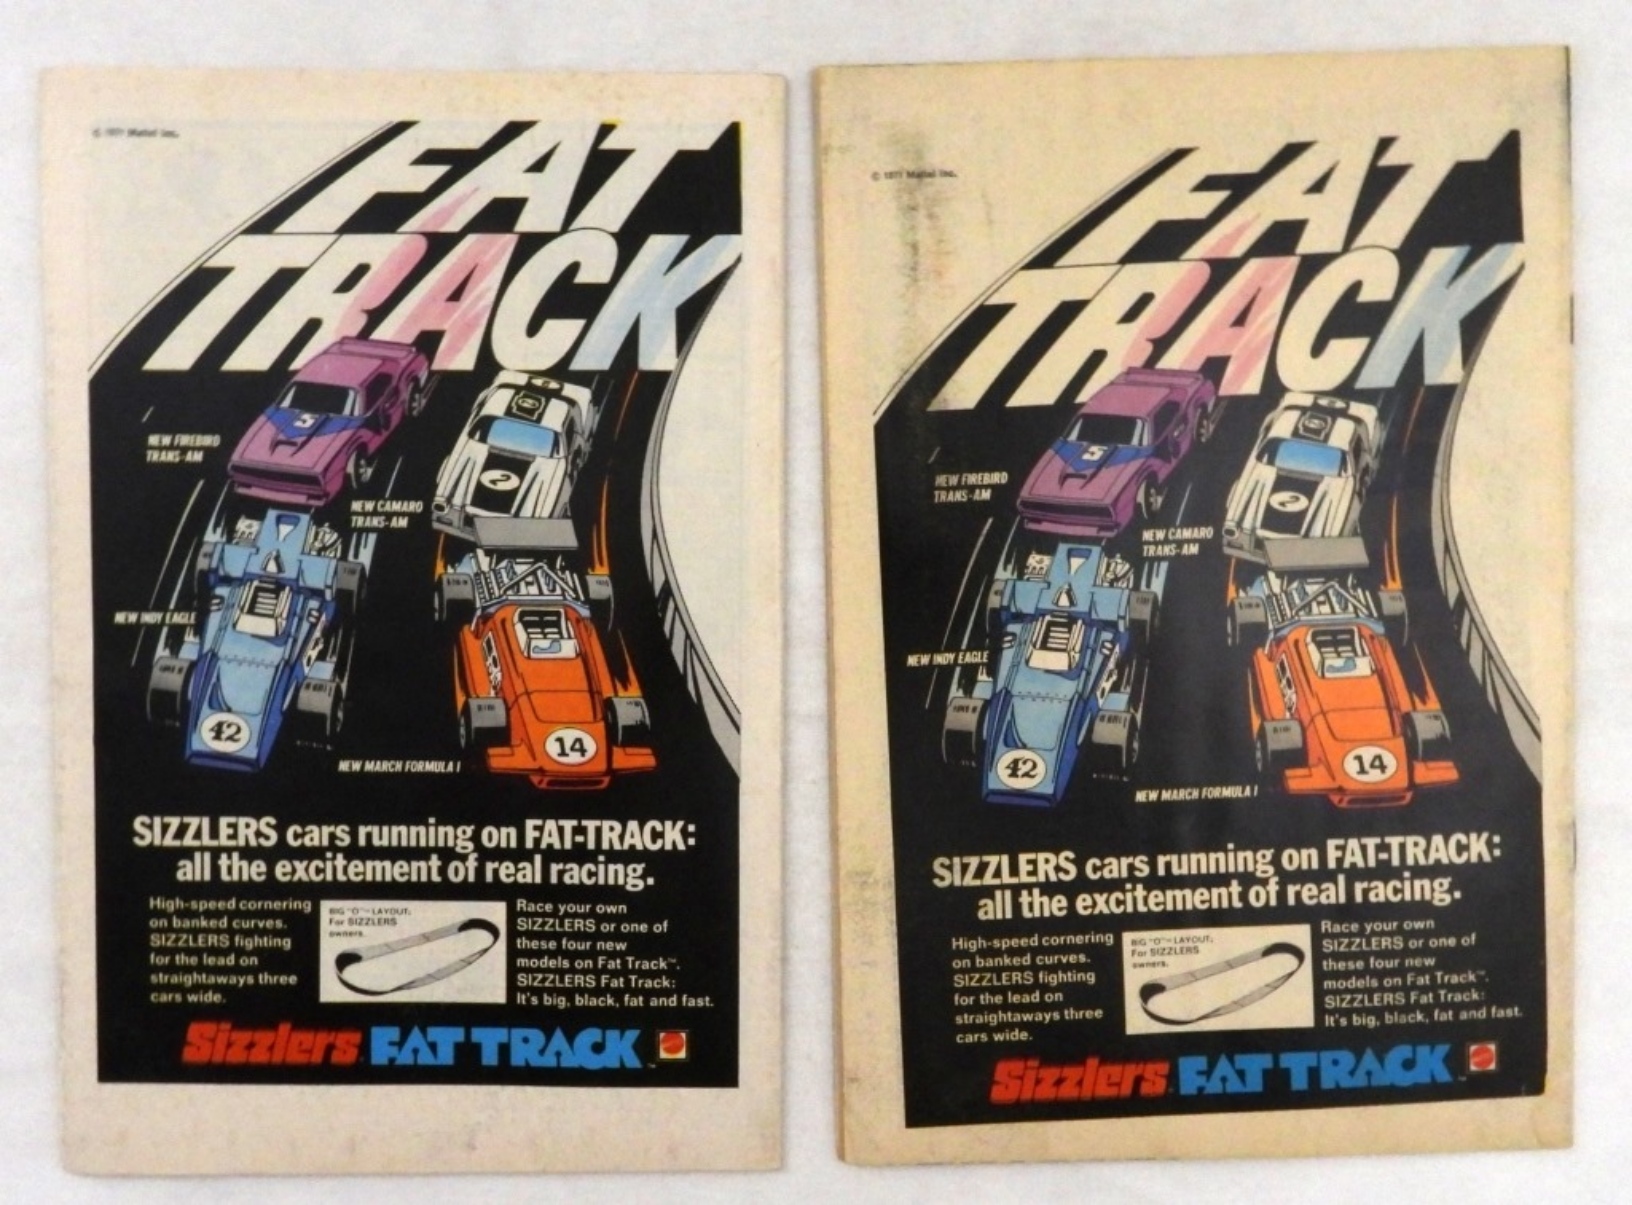 © 1971 Mattel Inc.
FAT
TRACK
5
2
NEW FIREBIRD
TRANS-AM
NEW CAMARO
TRANS-AM
NEW INDY EAGLE
42
14
NEW MARCH FORMULA I
SIZZLERS cars running on FAT-TRACK:
all the excitement of real racing.
High-speed cornering
on banked curves.
SIZZLERS fighting
for the lead on
straightaways three
cars wide.
BIG "O" LAYOUT:
For SIZZLERS
owners.
Race your own
SIZZLERS or one of
these four new
models on Fat Track™.
SIZZLERS Fat Track:
It's big, black, fat and fast.
Sizzlers FAT TRACK
© 1971 Mattel Inc.
FAT
TRACK
5
2
NEW FIREBIRD
TRANS-AM
NEW CAMARO
TRANS-AM
NEW INDY EAGLE
42
14
NEW MARCH FORMULA I
SIZZLERS cars running on FAT-TRACK:
all the excitement of real racing.
High-speed cornering
on banked curves.
SIZZLERS fighting
for the lead on
straightaways three
cars wide.
BIG "O" LAYOUT:
For SIZZLERS
owners.
Race your own
SIZZLERS or one of
these four new
models on Fat Track™.
SIZZLERS Fat Track:
It's big, black, fat and fast.
Sizzlers FAT TRACK